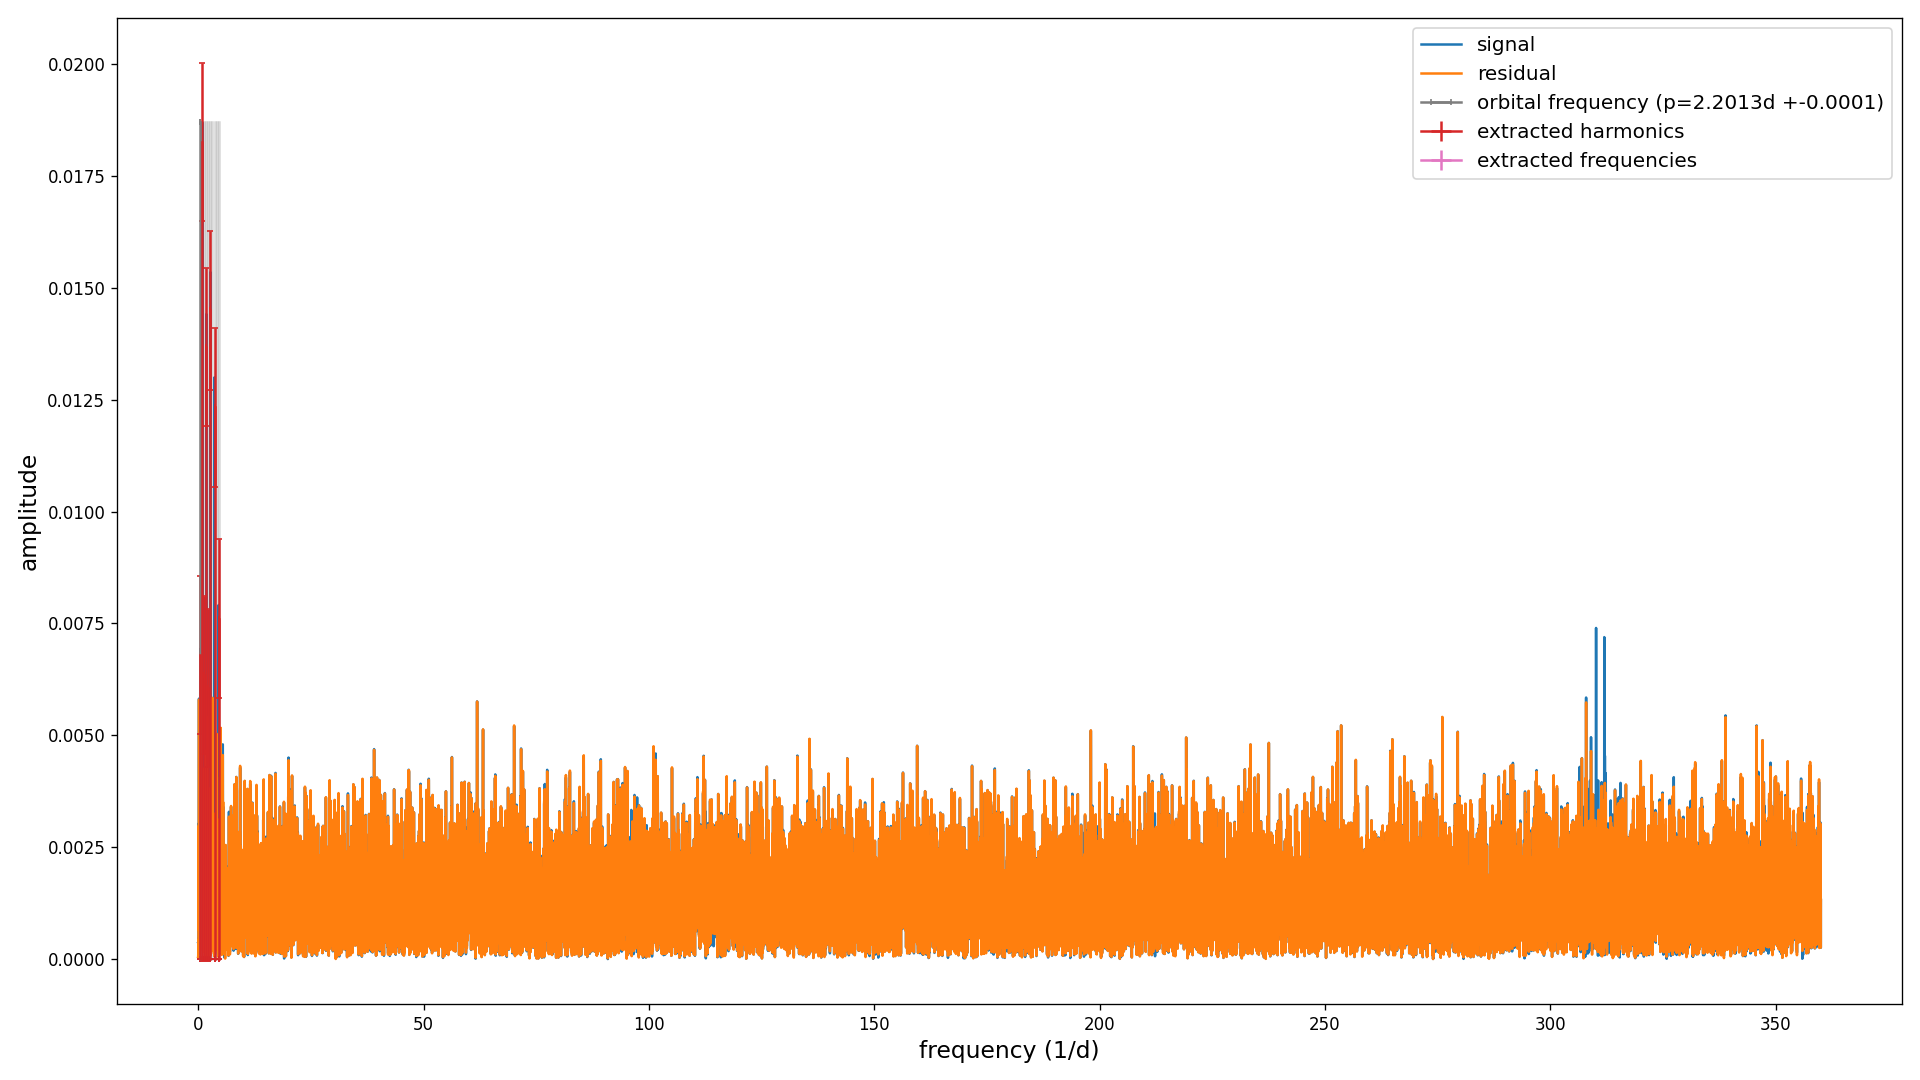 signal
residual
orbital frequency (p=2.2013d +-0.0001)
extracted harmonics
extracted frequencies
0.0200
0.0175
0.0150
0.0125
0.0100
0.0075
0.0050
0.0025
0.0000
amplitude
0 50 100 150 200 250 300 350
frequency (1/d)